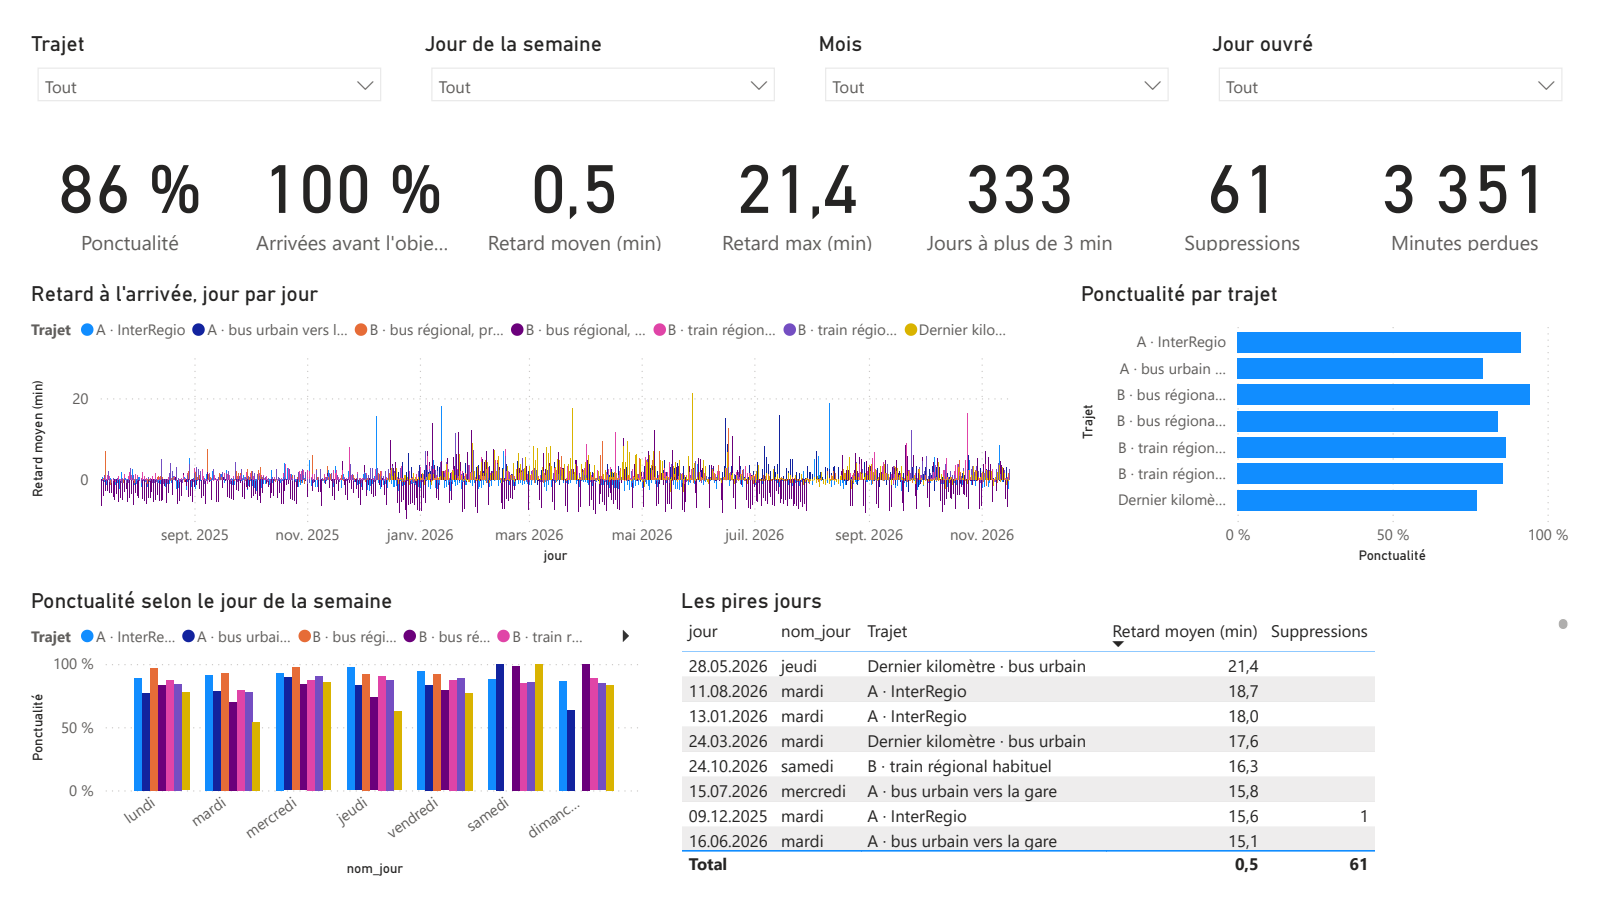 Trajet
Jour de la semaine
Mois
Jour ouvré
Tout
Tout
Tout
Tout
86 %
100 %
0,5
21,4
333
61
3 351
Ponctualité
Arrivées avant l'obje...
Retard moyen (min)
Retard max (min)
Jours à plus de 3 min
Suppressions
Minutes perdues
Retard à l'arrivée, jour par jour
Trajet A · InterRegio A · bus urbain vers l... B · bus régional, pr... B · bus régional, ... B · train région... B · train régio... Dernier kilo...
Retard moyen (min)
20
0
sept. 2025 nov. 2025 janv. 2026 mars 2026 mai 2026 juil. 2026 sept. 2026 nov. 2026
jour
Ponctualité par trajet
Trajet
A · InterRegio
A · bus urbain ...
B · bus régiona...
B · bus régiona...
B · train région...
B · train région...
Dernier kilomè...
0 % 50 % 100 %
Ponctualité
Ponctualité selon le jour de la semaine
Trajet A · InterRe... A · bus urbai... B · bus régi... B · bus ré... B · train r...
Ponctualité
100 %
50 %
0 %
lundi mardi mercredi jeudi vendredi samedi dimanc...
nom_jour
Les pires jours
jour nom_jour Trajet Retard moyen (min) Suppressions
28.05.2026 jeudi Dernier kilomètre · bus urbain 21,4
11.08.2026 mardi A · InterRegio 18,7
13.01.2026 mardi A · InterRegio 18,0
24.03.2026 mardi Dernier kilomètre · bus urbain 17,6
24.10.2026 samedi B · train régional habituel 16,3
15.07.2026 mercredi A · bus urbain vers la gare 15,8
09.12.2025 mardi A · InterRegio 15,6 1
16.06.2026 mardi A · bus urbain vers la gare 15,1
Total 0,5 61